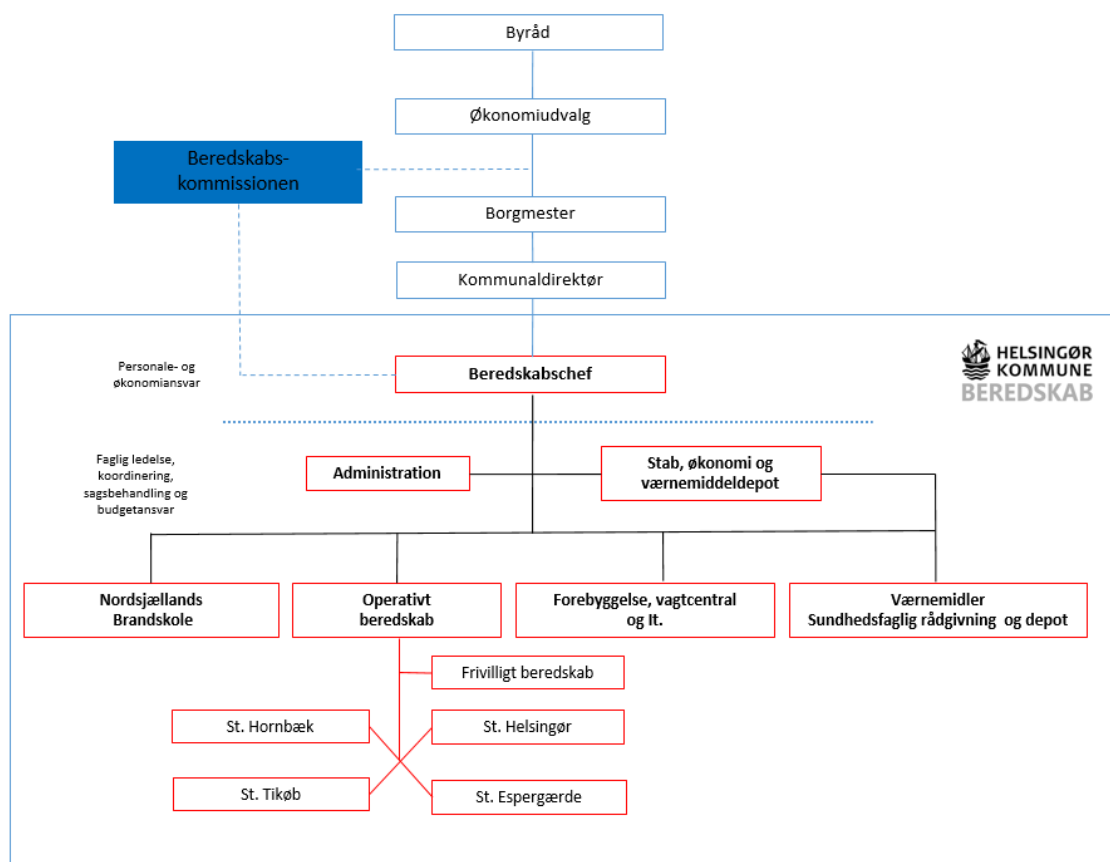 Byråd
Økonomiudvalg
Beredskabs-
kommissionen
Borgmester
Kommunaldirektør
Personale- og
økonomiansvar
Beredskabschef
HELSINGØR
KOMMUNE
BEREDSKAB
Faglig ledelse,
koordinering,
sagsbehandling og
budgetansvar
Administration
Stab, økonomi og
værnemiddeldepot
Nordsjællands
Brandskole
Operativt
beredskab
Forebyggelse, vagtcentral
og It.
Værnemidler
Sundhedsfaglig rådgivning og depot
Frivilligt beredskab
St. Hornbæk
St. Helsingør
St. Tikøb
St. Espergærde